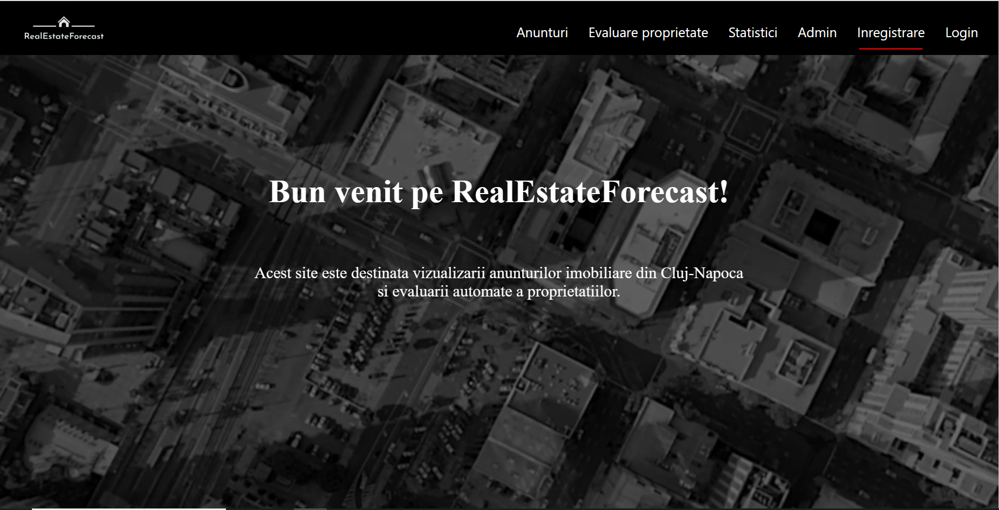 RealEstateForecast
Anunturi Evaluare proprietate Statistici Admin Inregistrare Login
Bun venit pe RealEstateForecast!
Acest site este destinata vizualizarii anunturilor imobiliare din Cluj-Napoca
si evaluarii automate a proprietatiilor.